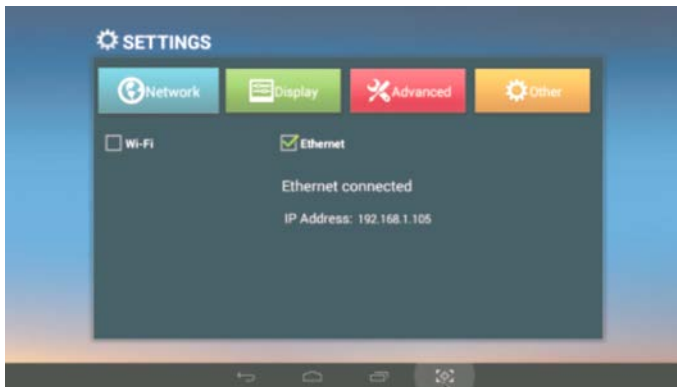 SETTINGS
Network Display Advanced Other
Wi-Fi Ethernet
Ethernet connected
IP Address: 192.168.1.105